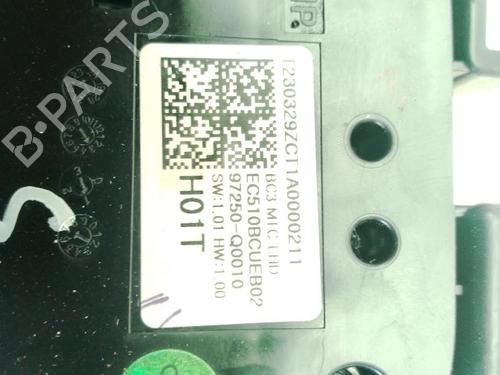 T230329ZCT1A0000211
BC3 MTC LHD
EC510BCUEB02
97250-Q0010
SW:1.01 HW:1.00
H01T
B-PARTS
S